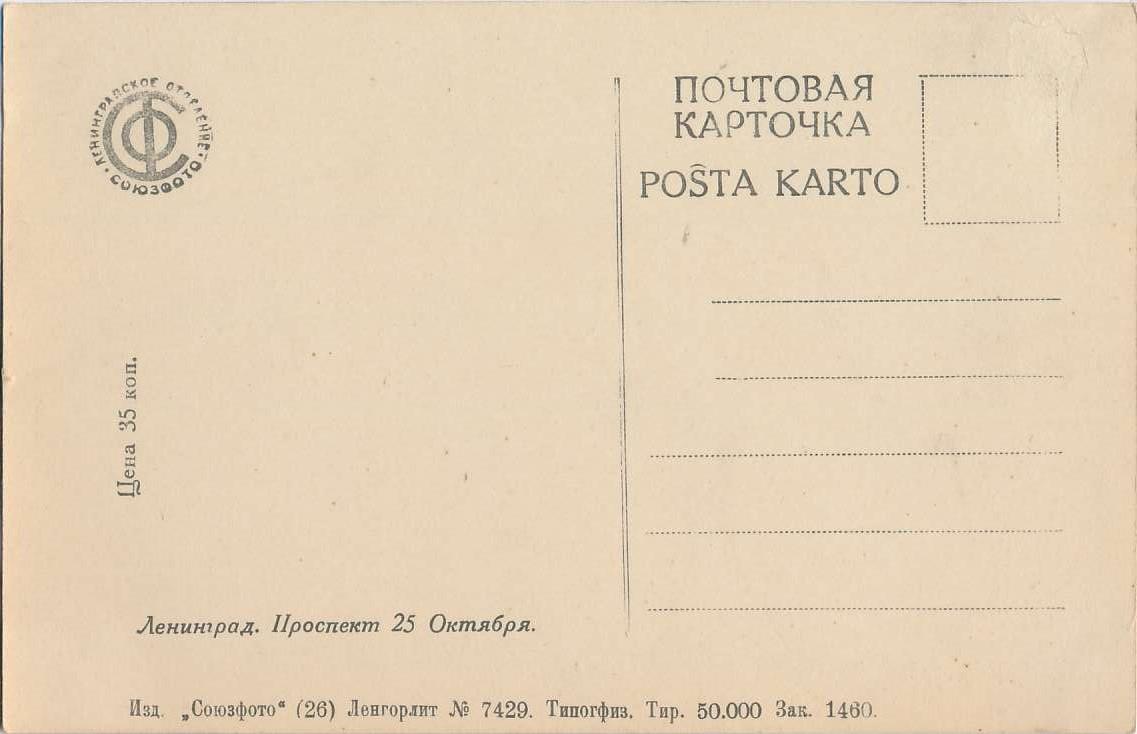 ЛЕНИНГРАДСКОЕ ОТДЕЛЕНИЕ
СОЮЗФОТО
ПОЧТОВАЯ
КАРТОЧКА
POŜTA KARTO
Цена 35 коп.
Ленинград. Проспект 25 Октября.
Изд. „Союзфото“ (26) Ленгорлит № 7429. Типогфиз. Тир. 50.000 Зак. 1460.